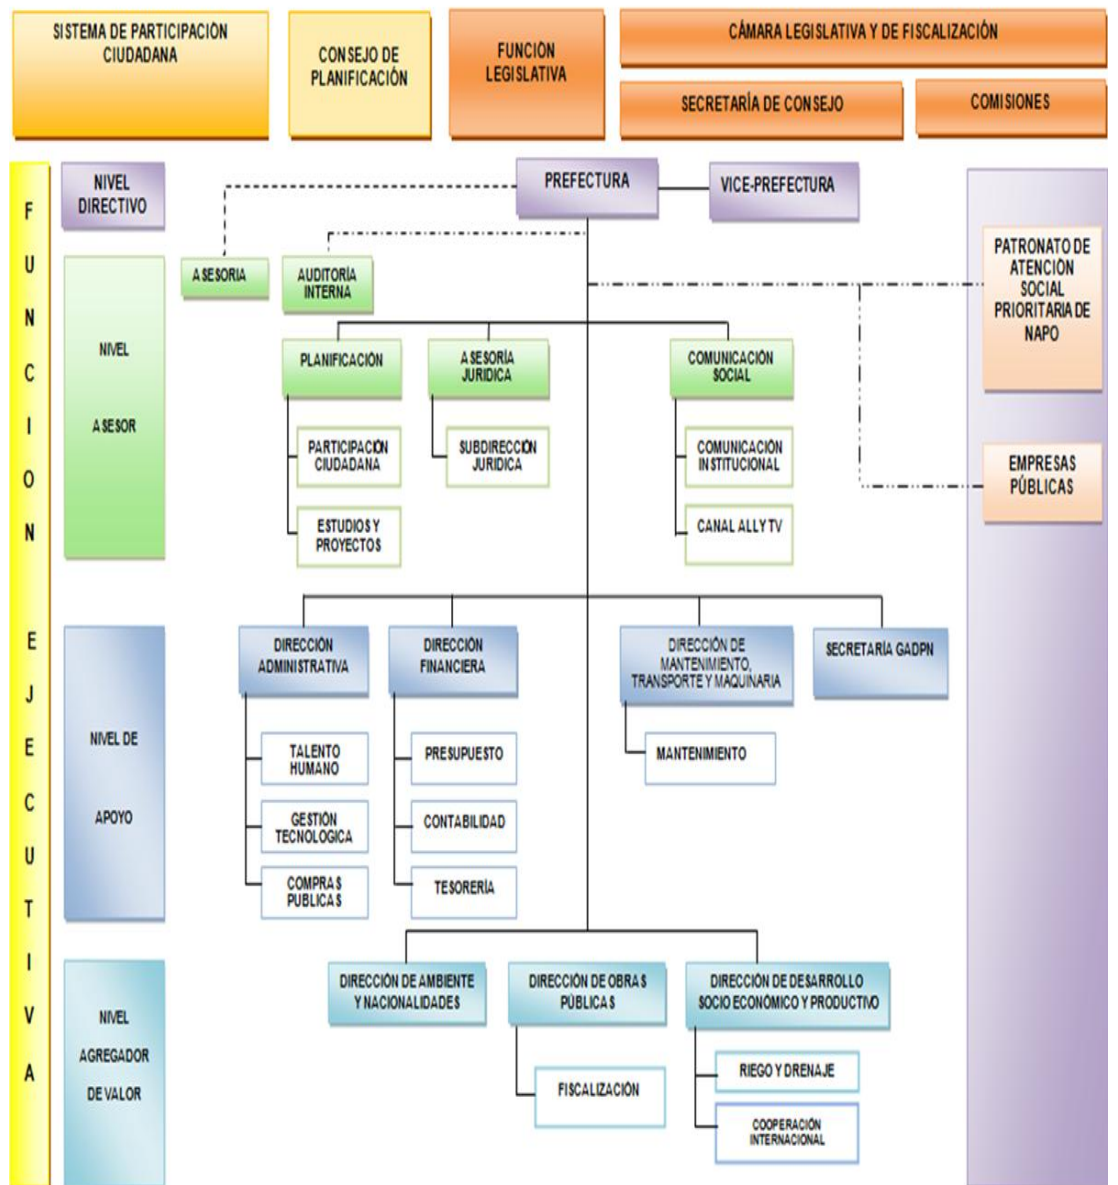 SISTEMA DE PARTICIPACIÓN
CIUDADANA
CONSEJO DE
PLANIFICACIÓN
FUNCIÓN
LEGISLATIVA
CÁMARA LEGISLATIVA Y DE FISCALIZACIÓN
SECRETARÍA DE CONSEJO
COMISIONES
FUNCION EJECUTIVA
NIVEL
DIRECTIVO
PREFECTURA
VICE-PREFECTURA
NIVEL
ASESOR
ASESORIA
AUDITORÍA
INTERNA
PATRONATO DE
ATENCIÓN
SOCIAL
PRIORITARIA DE
NAPO
PLANIFICACIÓN
ASESORÍA
JURIDICA
COMUNICACIÓN
SOCIAL
PARTICIPACIÓN
CIUDADANA
SUBDIRECCIÓN
JURIDICA
COMUNICACIÓN
INSTITUCIONAL
EMPRESAS
PÚBLICAS
ESTUDIOS Y
PROYECTOS
CANAL ALLY TV
NIVEL DE
APOYO
DIRECCIÓN
ADMINISTRATIVA
DIRECCIÓN
FINANCIERA
DIRECCIÓN DE
MANTENIMIENTO,
TRANSPORTE Y MAQUINARIA
SECRETARÍA GADPN
TALENTO
HUMANO
PRESUPUESTO
MANTENIMIENTO
GESTIÓN
TECNOLOGICA
CONTABILIDAD
COMPRAS
PUBLICAS
TESORERÍA
NIVEL
AGREGADOR
DE VALOR
DIRECCIÓN DE AMBIENTE
Y NACIONALIDADES
DIRECCIÓN DE OBRAS
PÚBLICAS
DIRECCIÓN DE DESARROLLO
SOCIO ECONÓMICO Y PRODUCTIVO
FISCALIZACIÓN
RIEGO Y DRENAJE
COOPERACIÓN
INTERNACIONAL